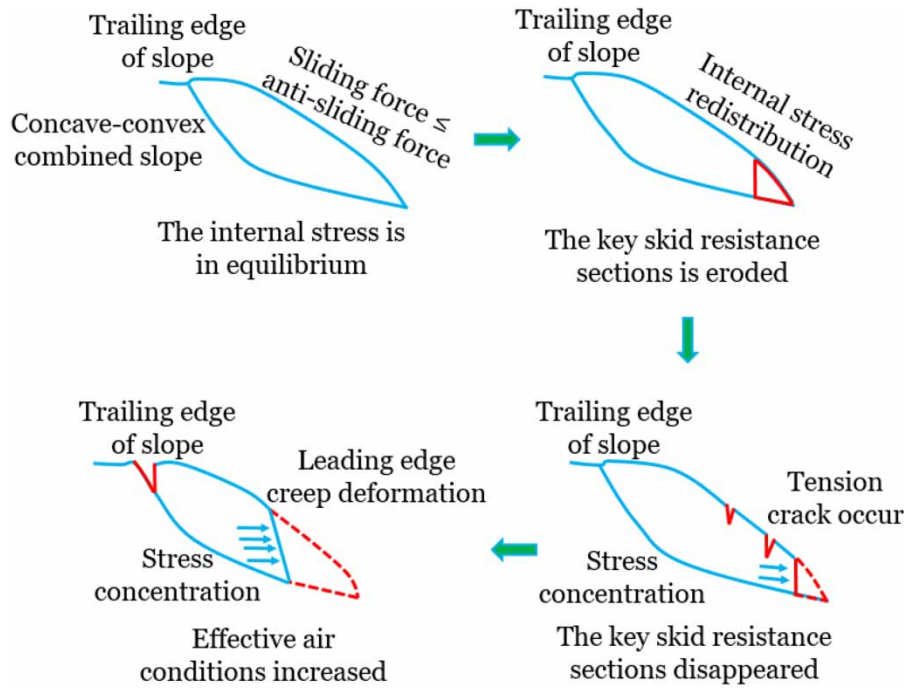 Trailing edge
of slope
Sliding force ≤
anti-sliding force
Concave-convex
combined slope
The internal stress is
in equilibrium
Trailing edge
of slope
Internal stress
redistribution
The key skid resistance
sections is eroded
Trailing edge
of slope
Leading edge
creep deformation
Stress
concentration
Effective air
conditions increased
Trailing edge
of slope
Tension
crack occur
Stress
concentration
The key skid resistance
sections disappeared